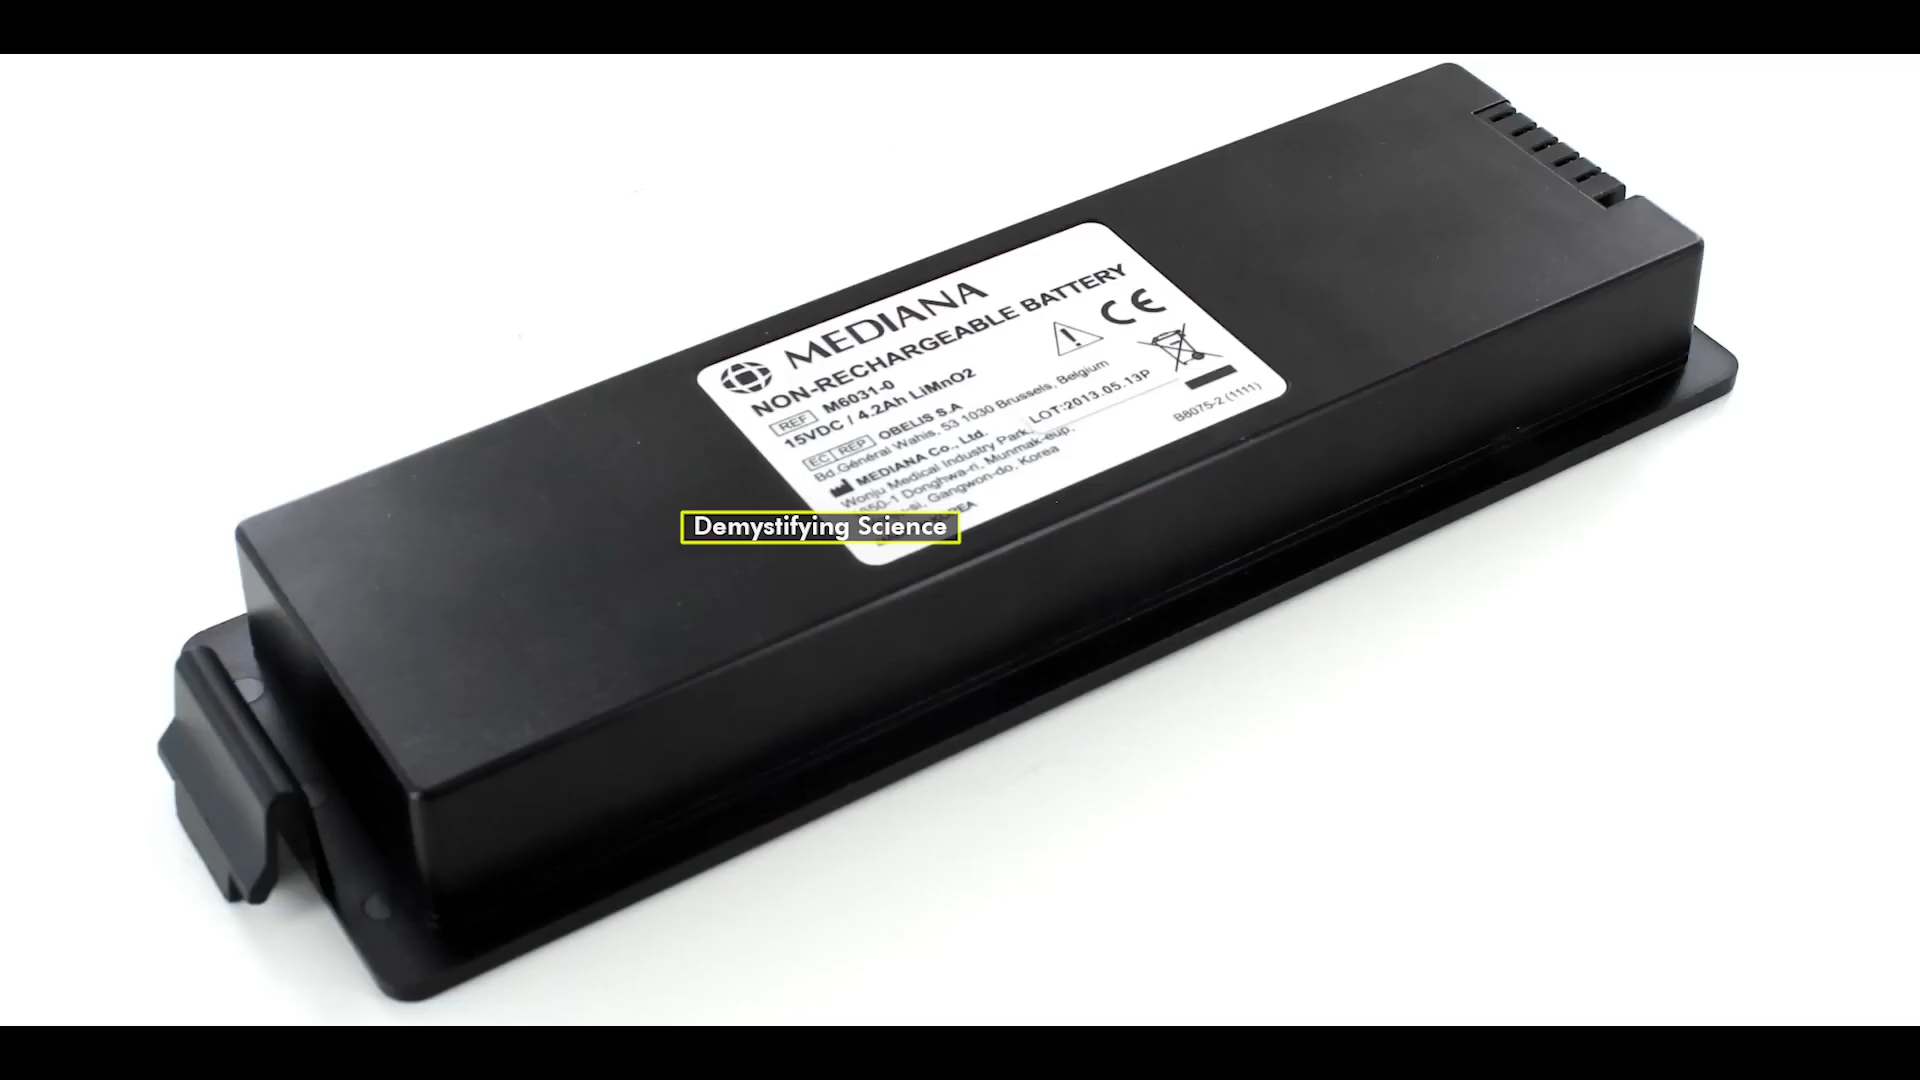 MEDIANA
NON-RECHARGEABLE BATTERY
REF M6031-0
15VDC / 4.2Ah LiMnO2
CE
EC REP OBELIS S.A
Bd.Général Wahis, 53 1030 Brussels, Belgium
MEDIANA Co., Ltd.
LOT:2013.05.13P
Wonju Medical Industry Park,
1650-1 Donghwa-ri, Munmak-eup,
Gangwon-do, Korea
B8075-2 (1111)
Demystifying Science